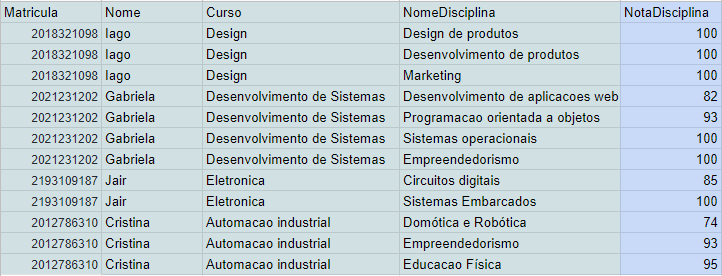 Matricula Nome Curso NomeDisciplina NotaDisciplina
2018321098 Iago Design Design de produtos 100
2018321098 Iago Design Desenvolvimento de produtos 100
2018321098 Iago Design Marketing 100
2021231202 Gabriela Desenvolvimento de Sistemas Desenvolvimento de aplicacoes web 82
2021231202 Gabriela Desenvolvimento de Sistemas Programacao orientada a objetos 93
2021231202 Gabriela Desenvolvimento de Sistemas Sistemas operacionais 100
2021231202 Gabriela Desenvolvimento de Sistemas Empreendedorismo 100
2193109187 Jair Eletronica Circuitos digitais 85
2193109187 Jair Eletronica Sistemas Embarcados 100
2012786310 Cristina Automacao industrial Domótica e Robótica 74
2012786310 Cristina Automacao industrial Empreendedorismo 93
2012786310 Cristina Automacao industrial Educacao Física 95